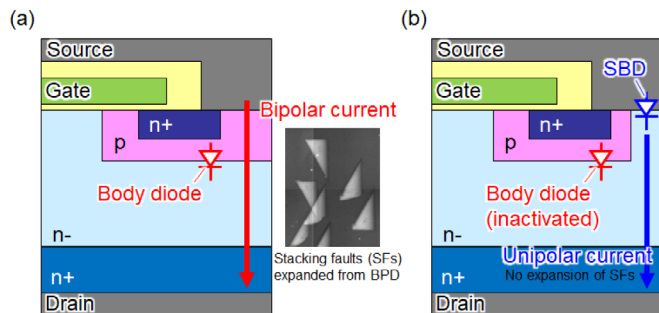 (a)
Source
Gate
n+
p
Bipolar current
Body diode
n-
n+
Drain
Stacking faults (SFs)
expanded from BPD
(b)
Source
SBD
Gate
n+
p
Body diode
(inactivated)
n-
Unipolar current
No expansion of SFs
n+
Drain